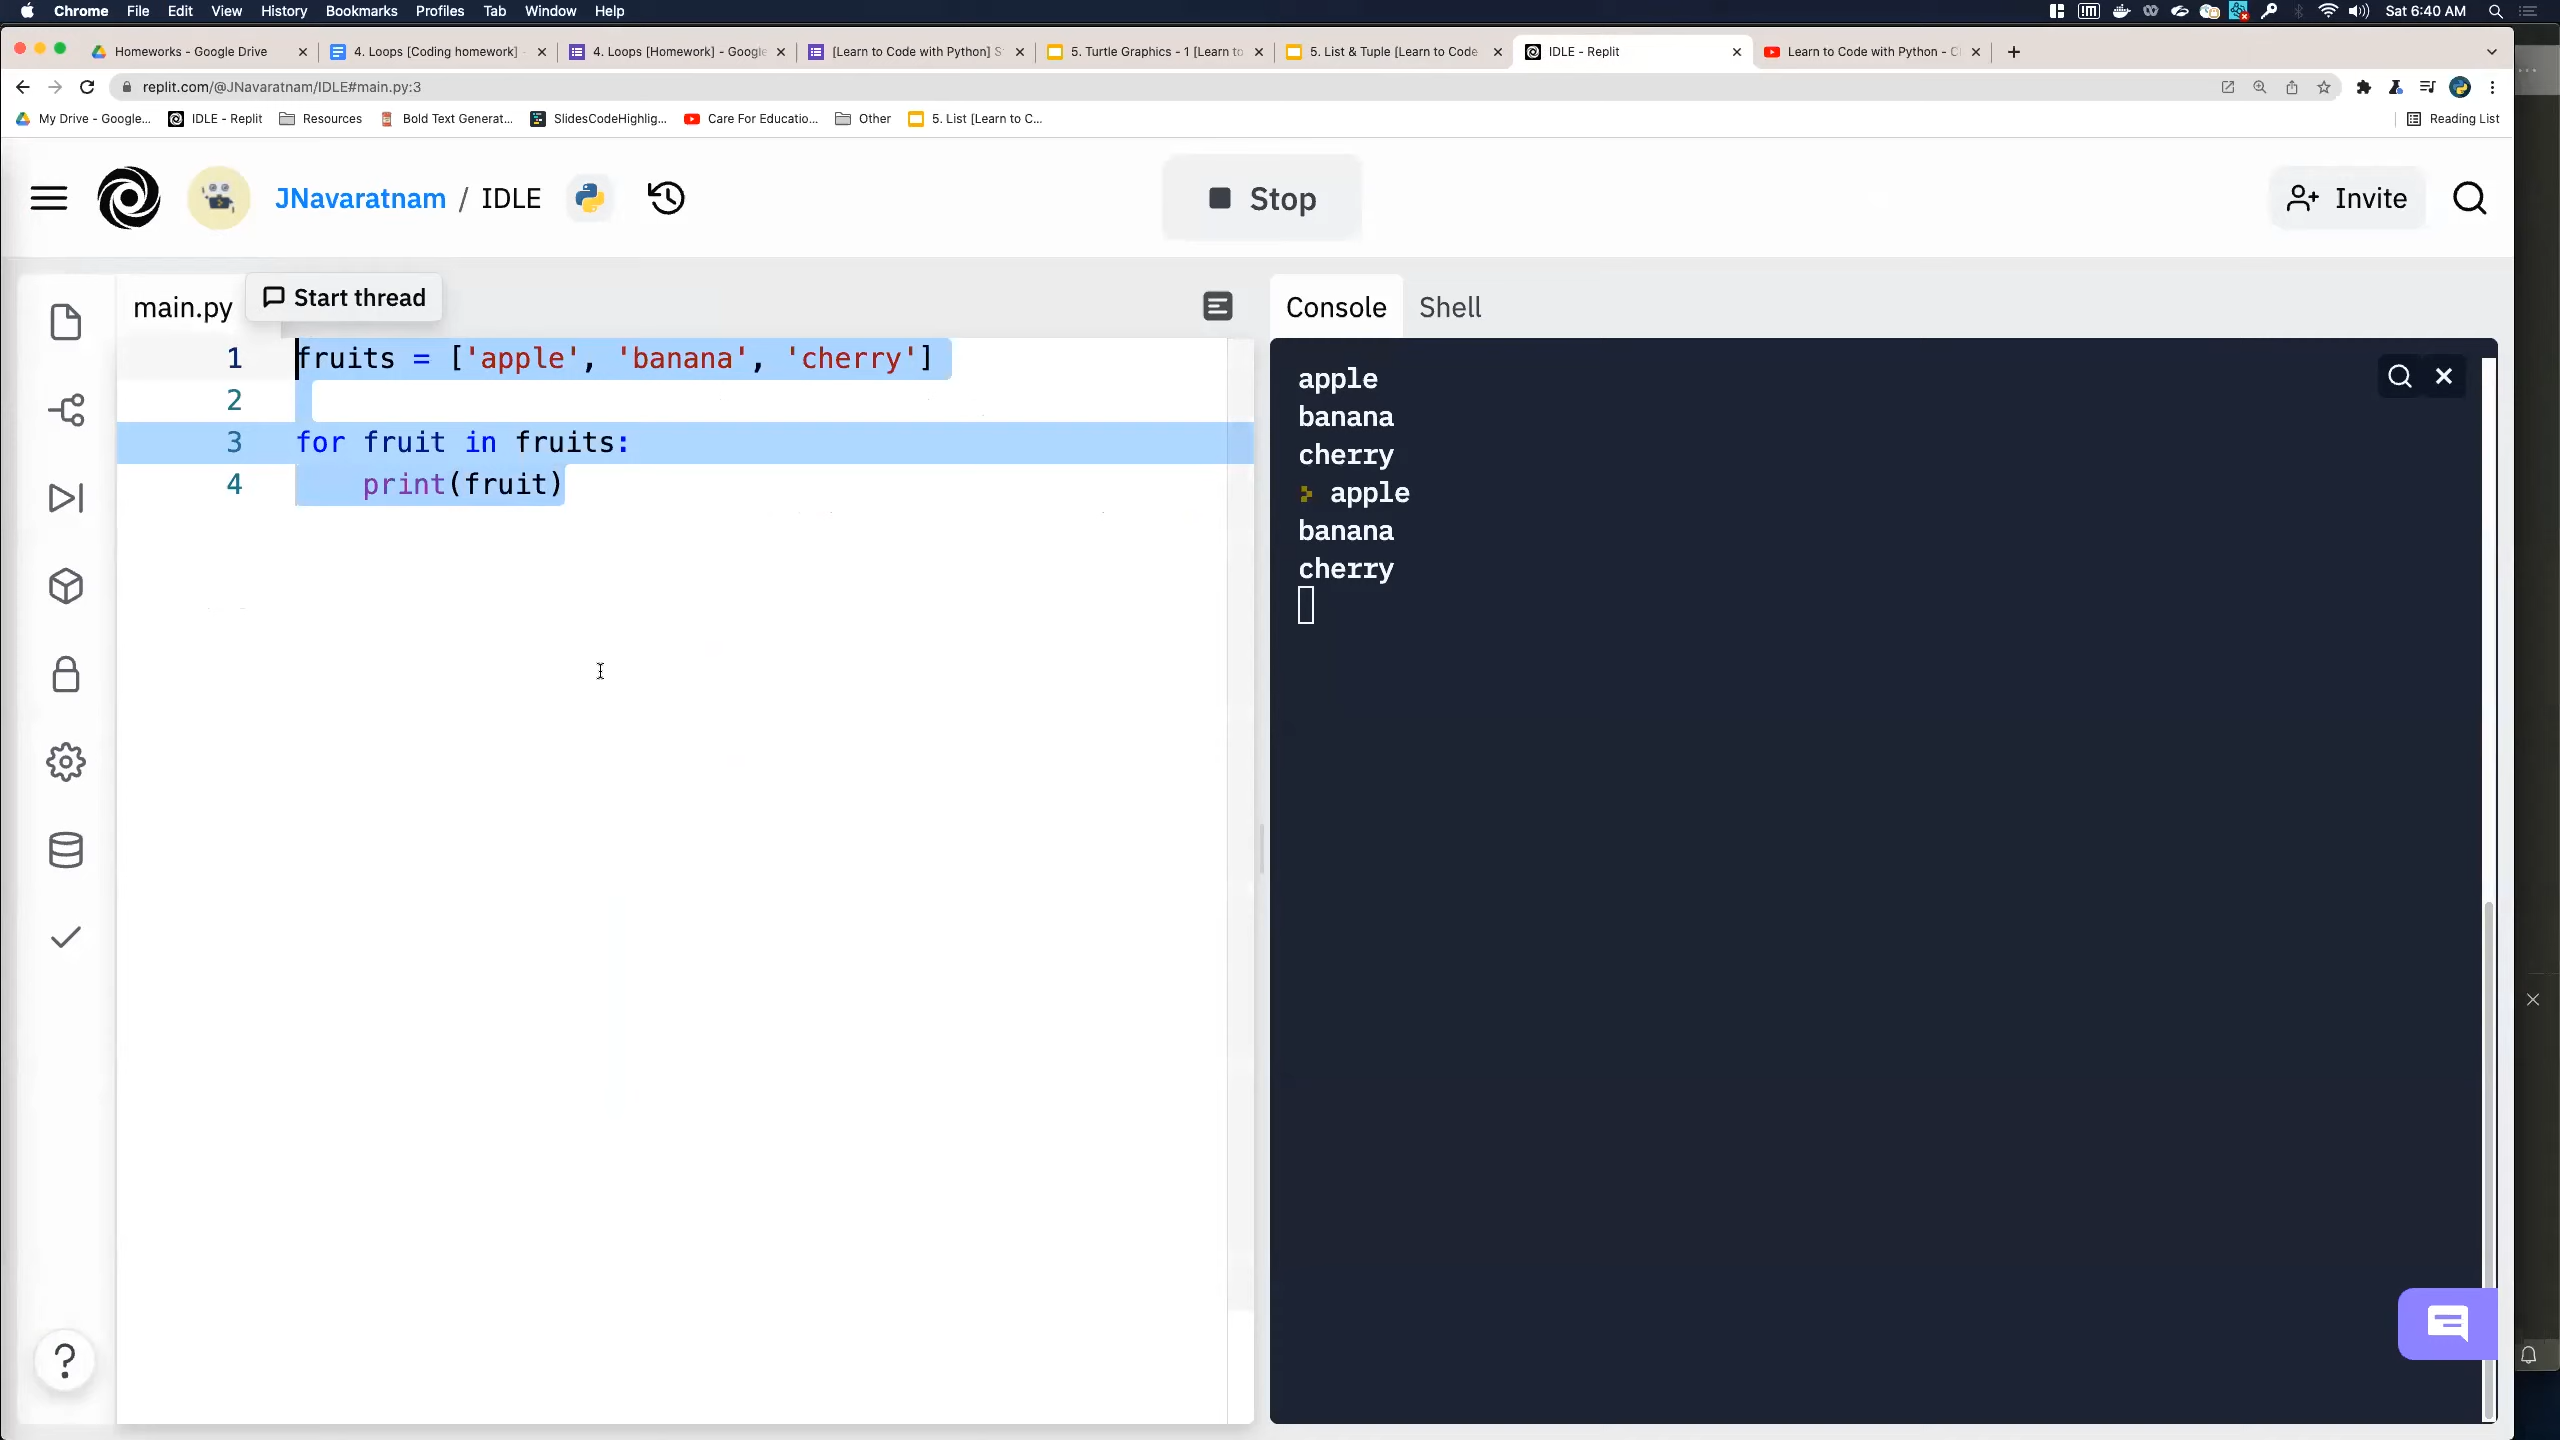 Chrome File Edit View History Bookmarks Profiles Tab Window Help Sat 6:40 AM
Homeworks - Google Drive 4. Loops [Coding homework] - 4. Loops [Homework] - Google [Learn to Code with Python] S 5. Turtle Graphics - 1 [Learn to 5. List & Tuple [Learn to Code IDLE - Replit Learn to Code with Python - C
replit.com/@JNavaratnam/IDLE#main.py:3
My Drive - Google... IDLE - Replit Resources Bold Text Generat... SlidesCodeHighlig... Care For Educatio... Other 5. List [Learn to C... Reading List
JNavaratnam / IDLE Stop Invite
main.py Start thread
1 fruits = ['apple', 'banana', 'cherry']
2
3 for fruit in fruits:
4 print(fruit)
Console Shell
apple
banana
cherry
> apple
banana
cherry
?